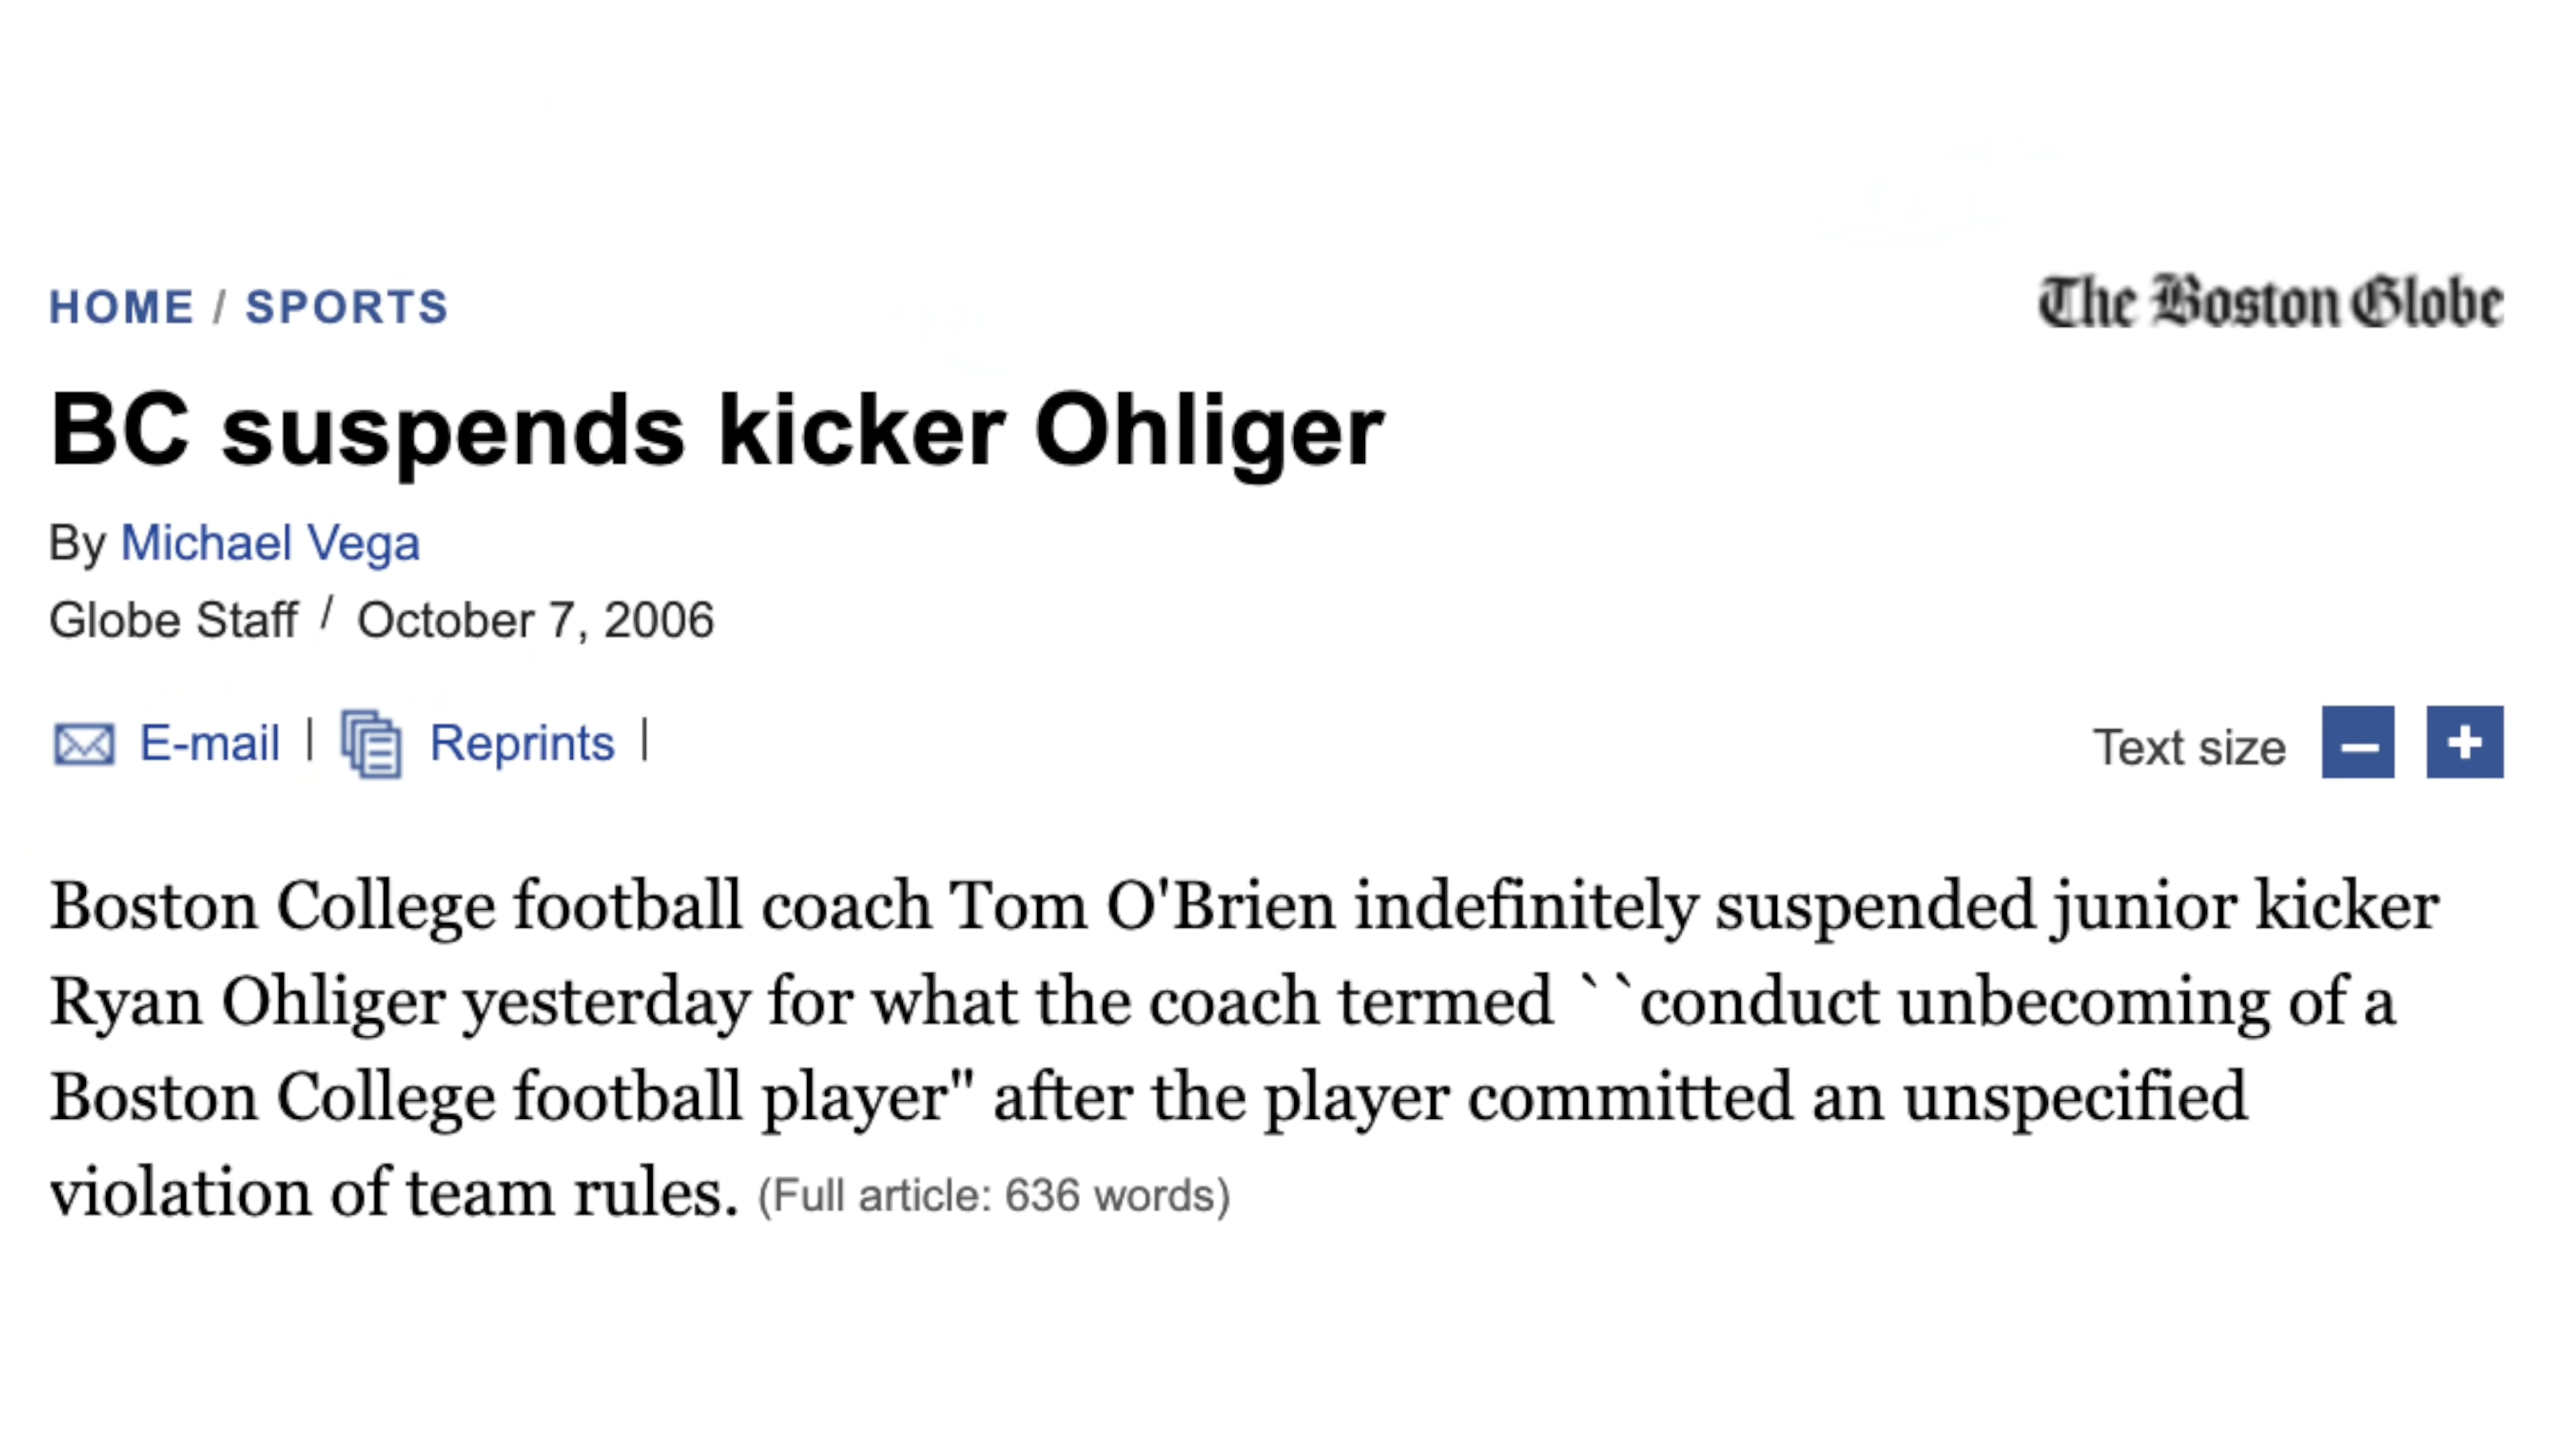 HOME / SPORTS
The Boston Globe
BC suspends kicker Ohliger
By Michael Vega
Globe Staff / October 7, 2006
E-mail | Reprints |
Text size – +
Boston College football coach Tom O'Brien indefinitely suspended junior kicker
Ryan Ohliger yesterday for what the coach termed ``conduct unbecoming of a
Boston College football player" after the player committed an unspecified
violation of team rules. (Full article: 636 words)